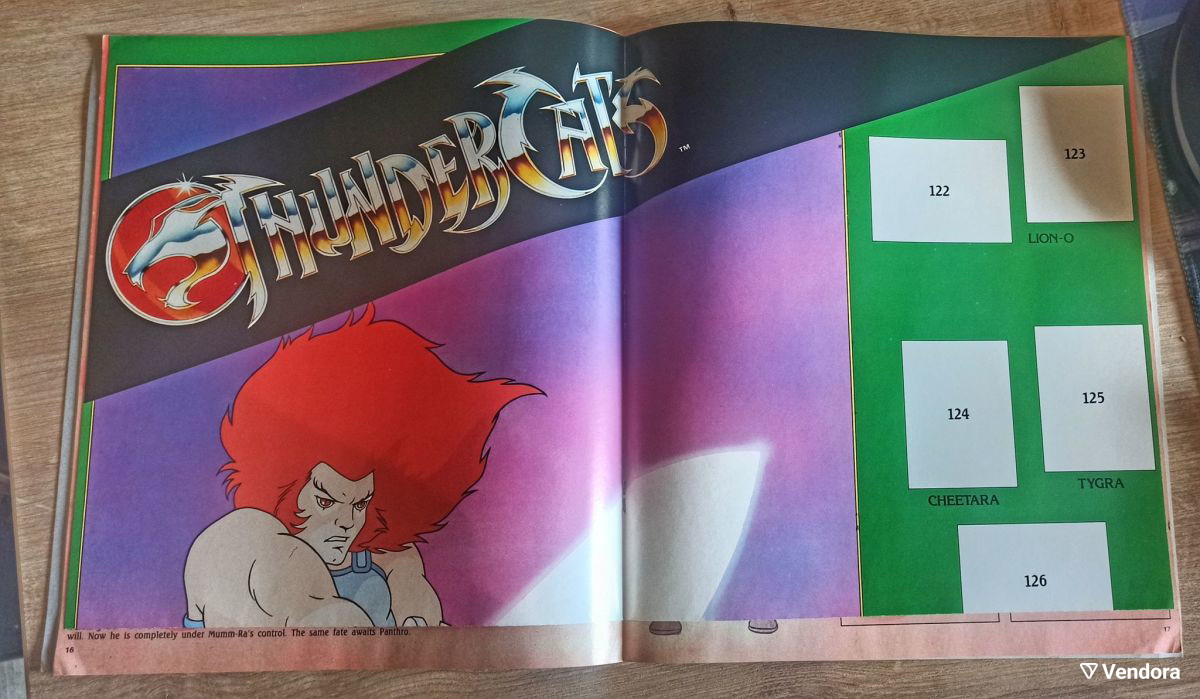 THUNDERCATS
™
122
123
LION-O
124
125
CHEETARA
TYGRA
126
will. Now he is completely under Mumm-Ra's control. The same fate awaits Panthro.
16
17
Vendora